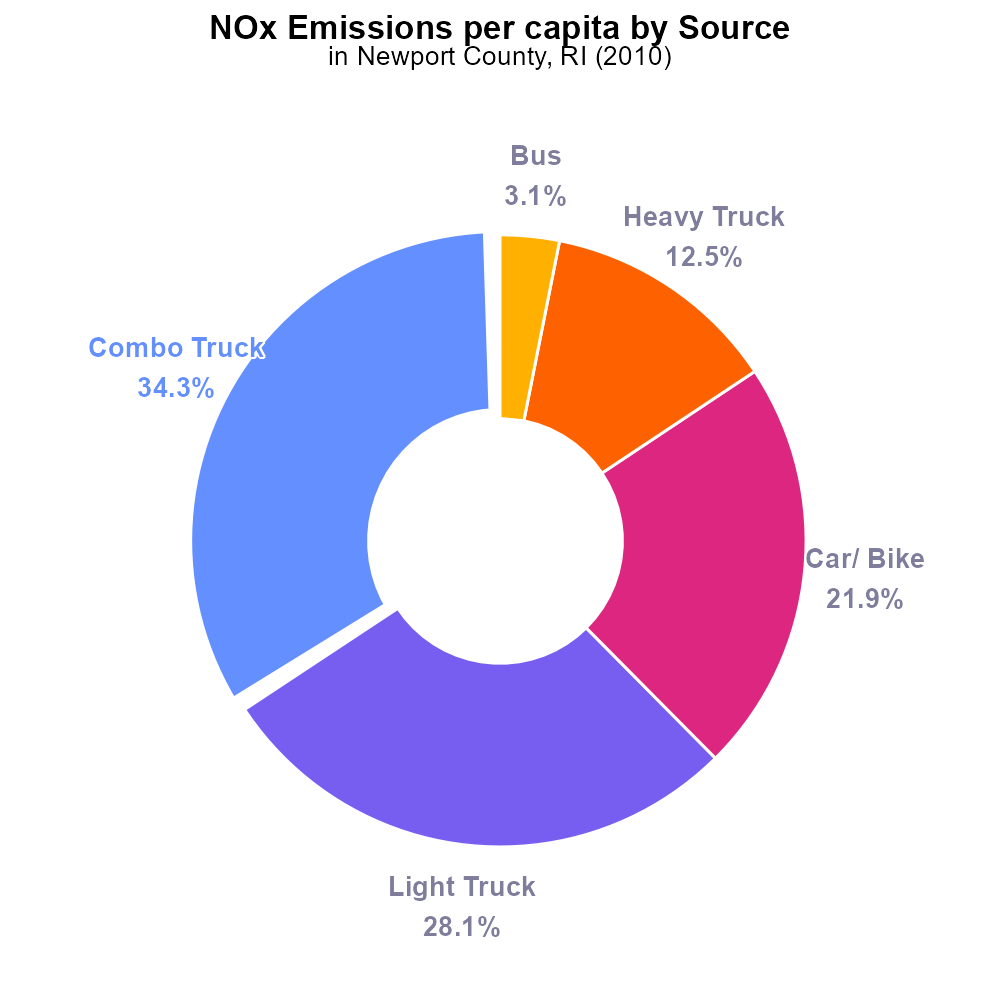 NOx Emissions per capita by Source
in Newport County, RI (2010)
Bus
3.1%
Heavy Truck
12.5%
Combo Truck
34.3%
Car/ Bike
21.9%
Light Truck
28.1%